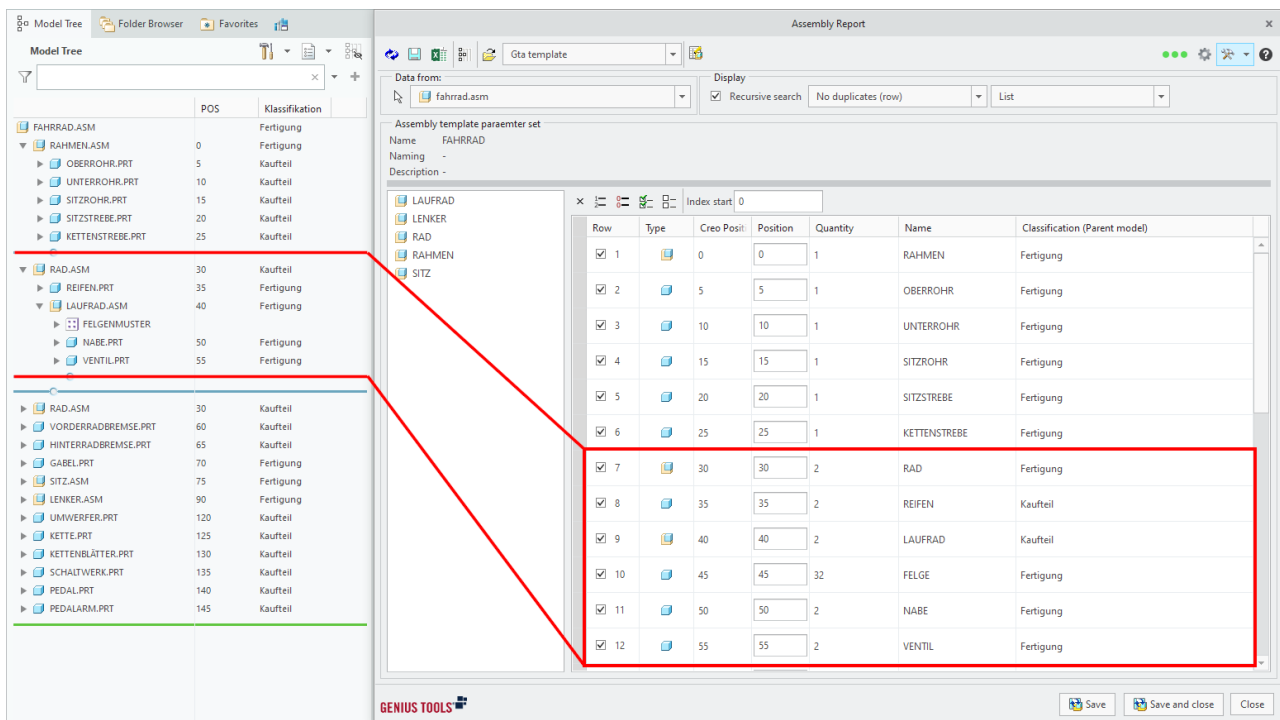 Model Tree Folder Browser Favorites
Model Tree
POS Klassifikation
FAHRRAD.ASM Fertigung
RAHMEN.ASM 0 Fertigung
OBERROHR.PRT 5 Kaufteil
UNTERROHR.PRT 10 Kaufteil
SITZROHR.PRT 15 Kaufteil
SITZSTREBE.PRT 20 Kaufteil
KETTENSTREBE.PRT 25 Kaufteil
RAD.ASM 30 Kaufteil
REIFEN.PRT 35 Fertigung
LAUFRAD.ASM 40 Fertigung
FELGENMUSTER
NABE.PRT 50 Fertigung
VENTIL.PRT 55 Fertigung
RAD.ASM 30 Kaufteil
VORDERRADBREMSE.PRT 60 Kaufteil
HINTERRADBREMSE.PRT 65 Kaufteil
GABEL.PRT 70 Fertigung
SITZ.ASM 75 Fertigung
LENKER.ASM 90 Fertigung
UMWERFER.PRT 120 Kaufteil
KETTE.PRT 125 Kaufteil
KETTENBLÄTTER.PRT 130 Kaufteil
SCHALTWERK.PRT 135 Kaufteil
PEDAL.PRT 140 Kaufteil
PEDALARM.PRT 145 Kaufteil
Assembly Report
Gta template
Data from: Display
fahrrad.asm Recursive search No duplicates (row) List
Assembly template paraemter set
Name FAHRRAD
Naming -
Description -
LAUFRAD
LENKER
RAD
RAHMEN
SITZ
Index start 0
Row Type Creo Positi Position Quantity Name Classification (Parent model)
1 0 0 1 RAHMEN Fertigung
2 5 5 1 OBERROHR Fertigung
3 10 10 1 UNTERROHR Fertigung
4 15 15 1 SITZROHR Fertigung
5 20 20 1 SITZSTREBE Fertigung
6 25 25 1 KETTENSTREBE Fertigung
7 30 30 2 RAD Fertigung
8 35 35 2 REIFEN Kaufteil
9 40 40 2 LAUFRAD Kaufteil
10 45 45 32 FELGE Fertigung
11 50 50 2 NABE Fertigung
12 55 55 2 VENTIL Fertigung
GENIUS TOOLS Save Save and close Close